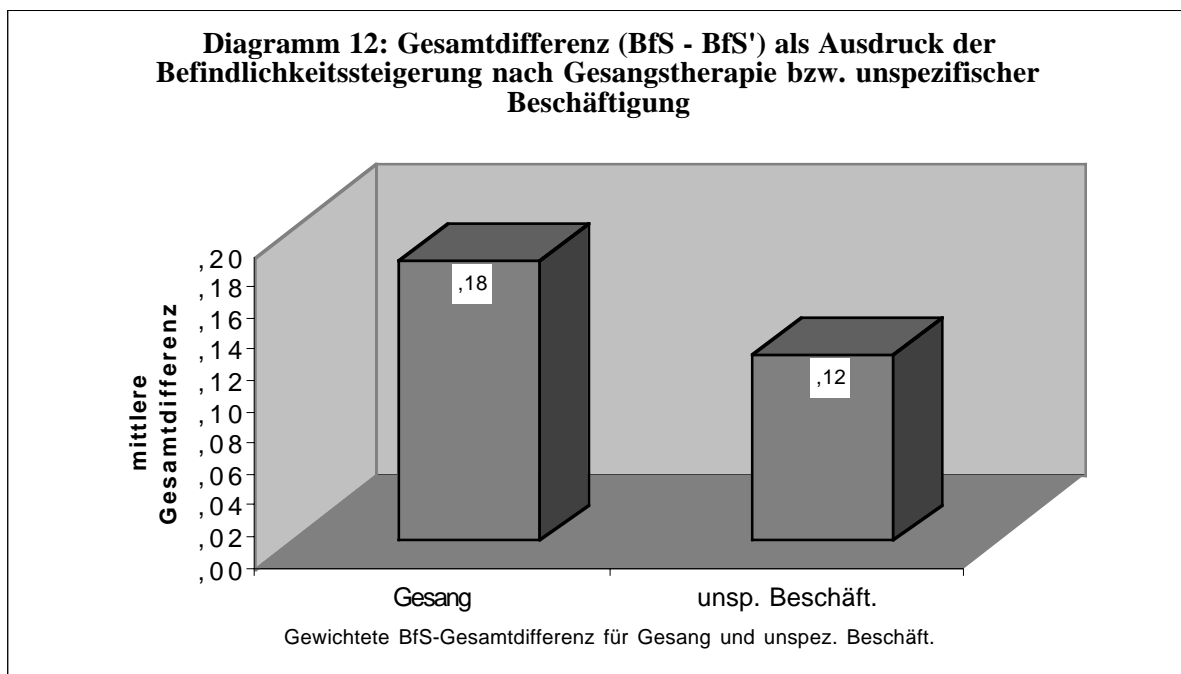 Diagramm 12: Gesamtdifferenz (BfS - BfS') als Ausdruck der
Befindlichkeitssteigerung nach Gesangstherapie bzw. unspezifischer
Beschäftigung
mittlere
Gesamtdifferenz
,20
,18
,16
,14
,12
,10
,08
,06
,04
,02
,00
,18
,12
Gesang
unsp. Beschäft.
Gewichtete BfS-Gesamtdifferenz für Gesang und unspez. Beschäft.